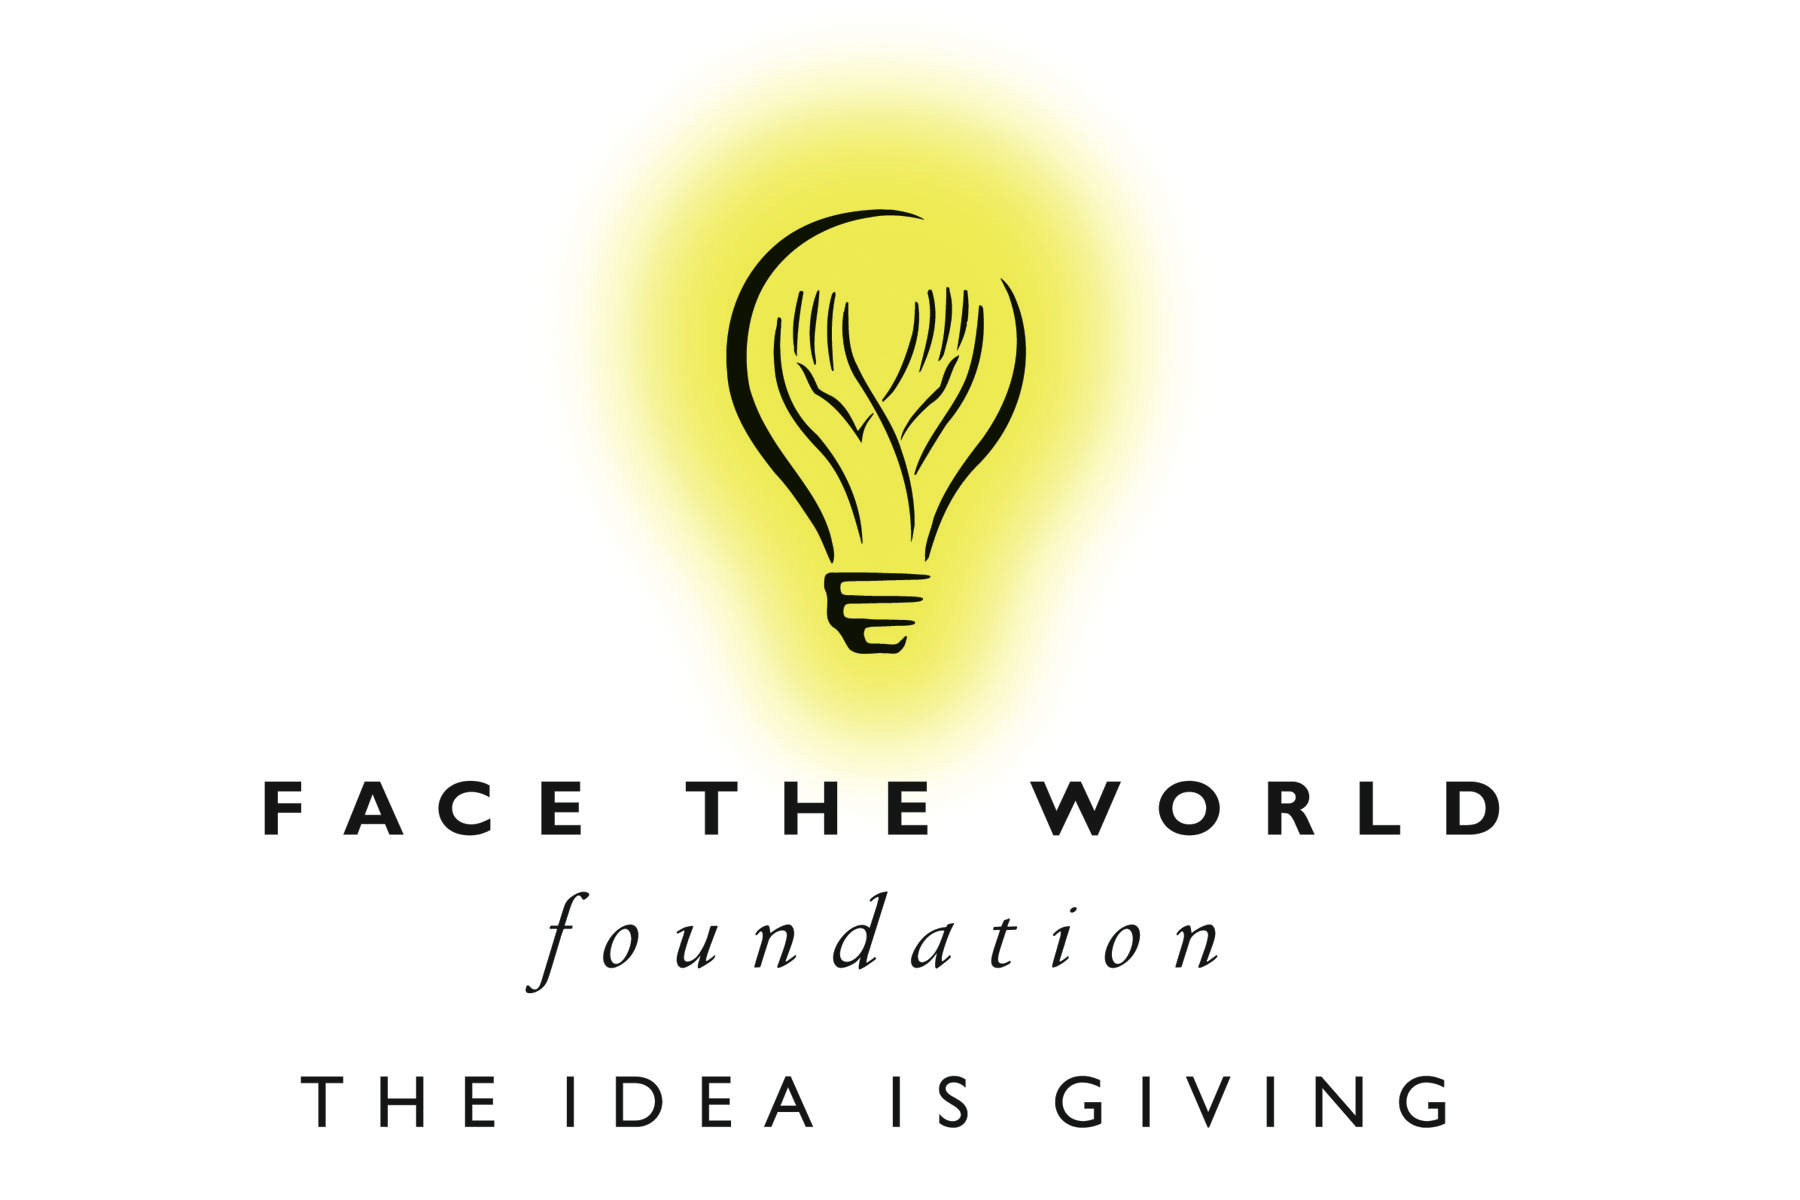 FACE THE WORLD
foundation
THE IDEA IS GIVING